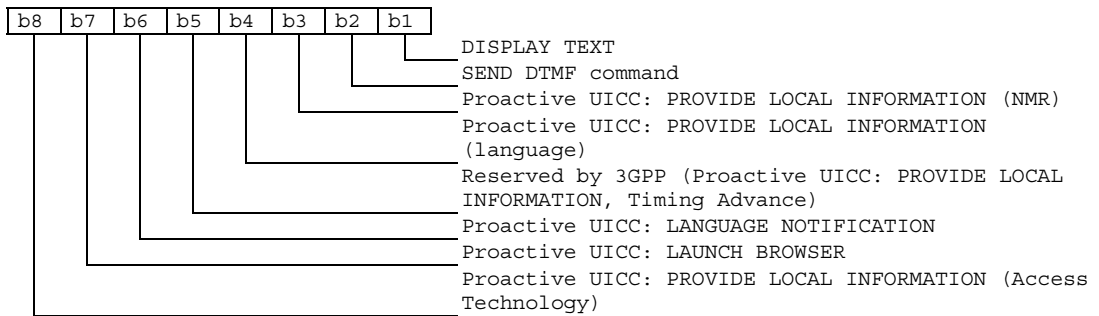 b8 b7 b6 b5 b4 b3 b2 b1
DISPLAY TEXT
SEND DTMF command
Proactive UICC: PROVIDE LOCAL INFORMATION (NMR)
Proactive UICC: PROVIDE LOCAL INFORMATION
(language)
Reserved by 3GPP (Proactive UICC: PROVIDE LOCAL
INFORMATION, Timing Advance)
Proactive UICC: LANGUAGE NOTIFICATION
Proactive UICC: LAUNCH BROWSER
Proactive UICC: PROVIDE LOCAL INFORMATION (Access
Technology)